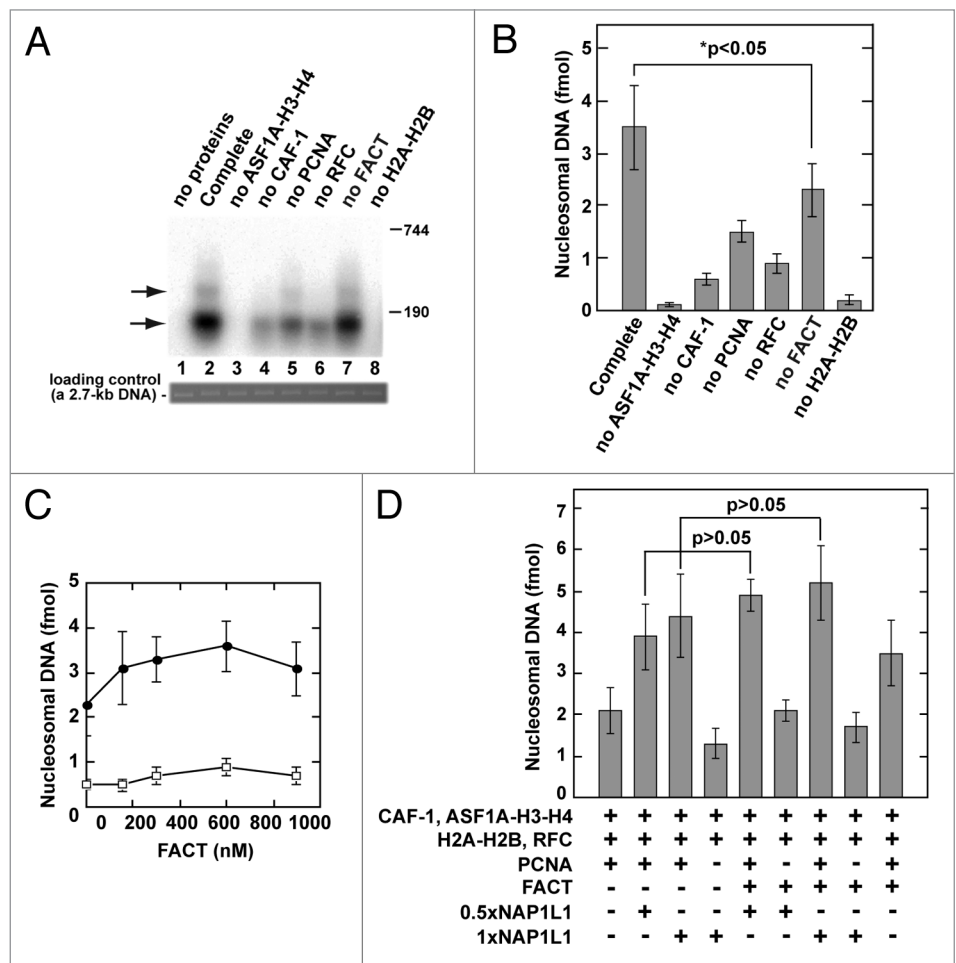 A
no proteins
Complete
no ASF1A-H3-H4
no CAF-1
no PCNA
no RFC
no FACT
no H2A-H2B
–744
–190
1 2 3 4 5 6 7 8
loading control
(a 2.7-kb DNA) -
B
*p<0.05
Nucleosomal DNA (fmol)
5
4
3
2
1
0
Complete
no ASF1A-H3-H4
no CAF-1
no PCNA
no RFC
no FACT
no H2A-H2B
C
Nucleosomal DNA (fmol)
5
4
3
2
1
0
0 200 400 600 800 1000
FACT (nM)
D
p>0.05
p>0.05
Nucleosomal DNA (fmol)
7
6
5
4
3
2
1
0
CAF-1, ASF1A-H3-H4 + + + + + + + + +
H2A-H2B, RFC + + + + + + + + +
PCNA + + + - + - + - +
FACT - - - - + + + + +
0.5xNAP1L1 - + - - + + - - -
1xNAP1L1 - - + + - - + + -